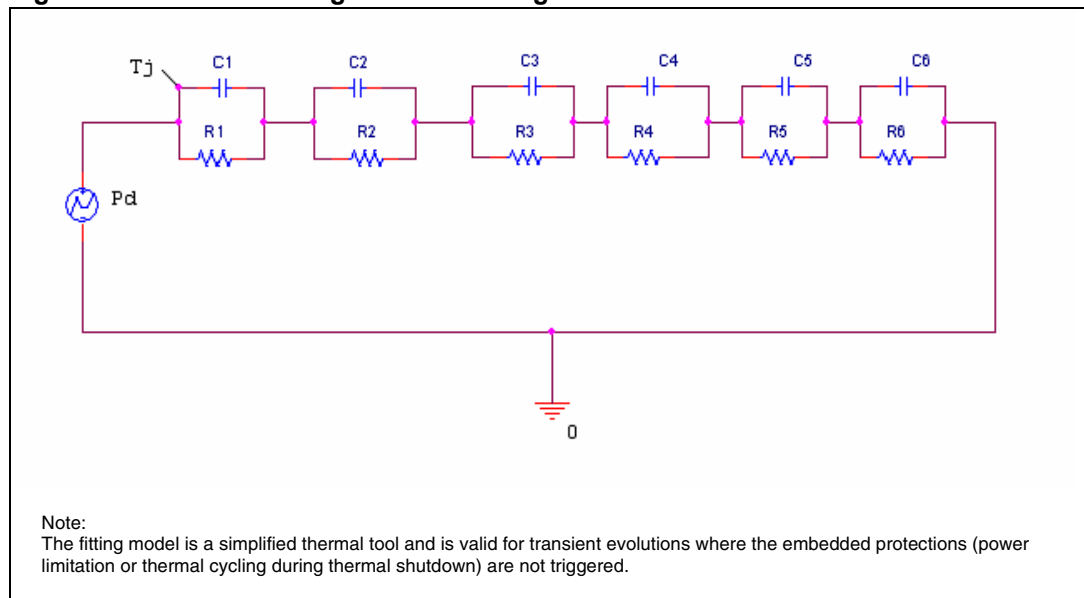 Tj C1 C2 C3 C4 C5 C6
R1 R2 R3 R4 R5 R6
Pd
0
Note:
The fitting model is a simplified thermal tool and is valid for transient evolutions where the embedded protections (power
limitation or thermal cycling during thermal shutdown) are not triggered.